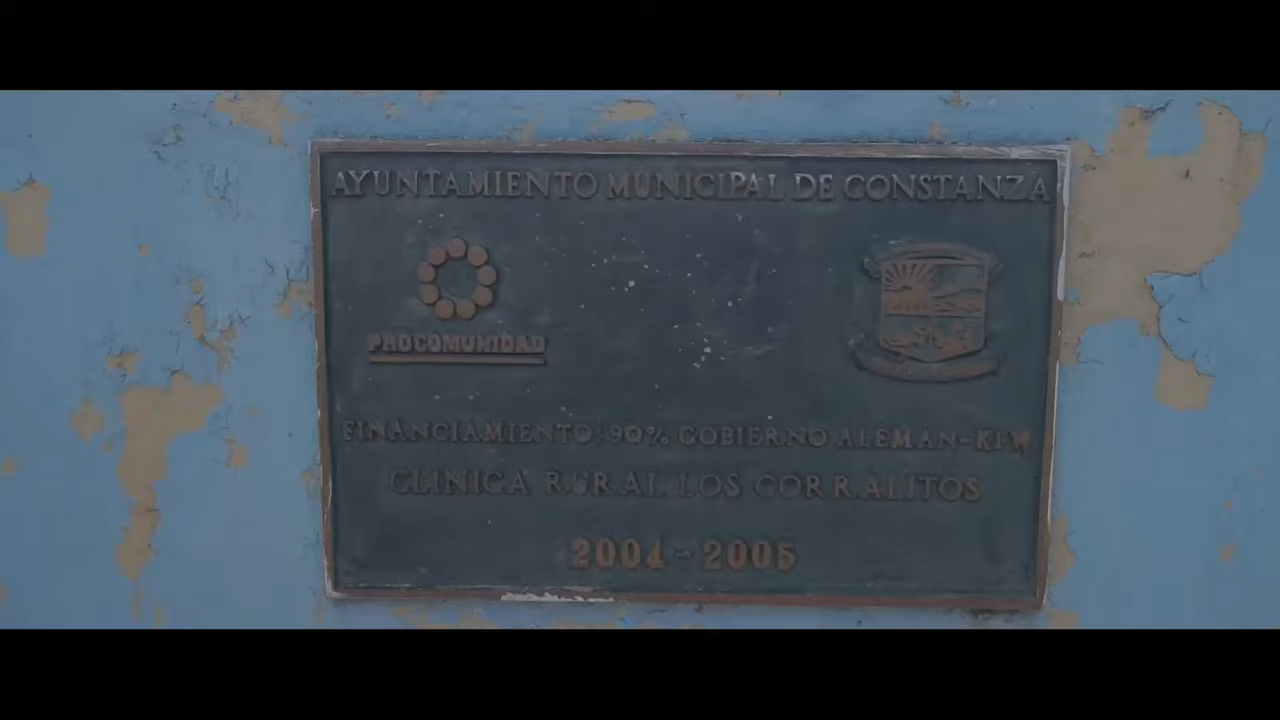 AYUNTAMIENTO MUNICIPAL DE CONSTANZA
PROCOMUNIDAD
FINANCIAMIENTO: 90% GOBIERNO ALEMAN-KFW
CLINICA RURAL LOS CORRALITOS
2004-2005